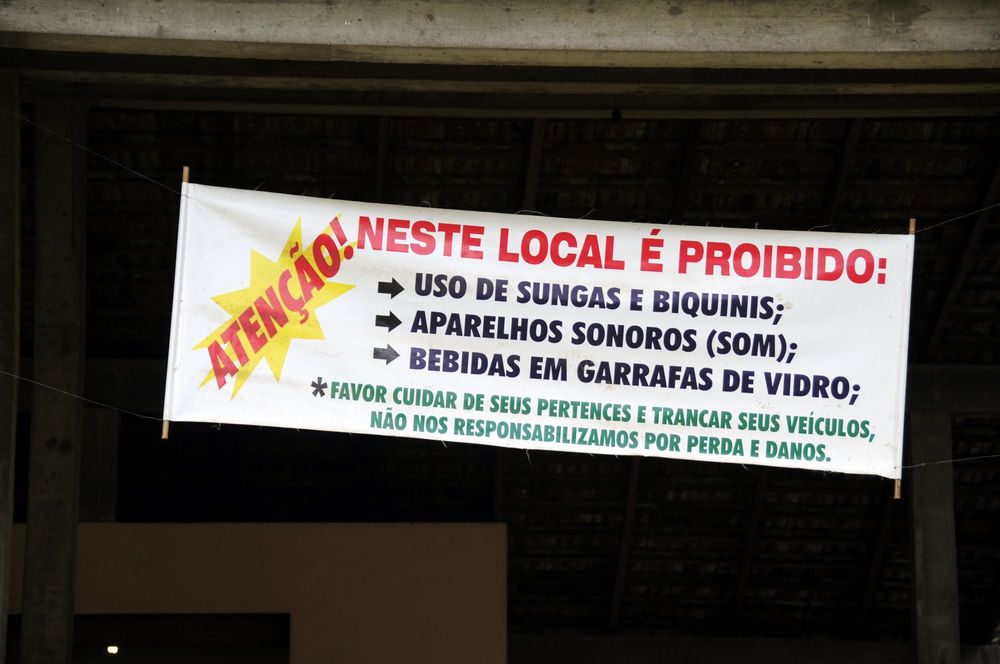 ATENÇÃO!
NESTE LOCAL É PROIBIDO:
USO DE SUNGAS E BIQUINIS;
APARELHOS SONOROS (SOM);
BEBIDAS EM GARRAFAS DE VIDRO;
*FAVOR CUIDAR DE SEUS PERTENCES E TRANCAR SEUS VEÍCULOS,
NÃO NOS RESPONSABILIZAMOS POR PERDA E DANOS.